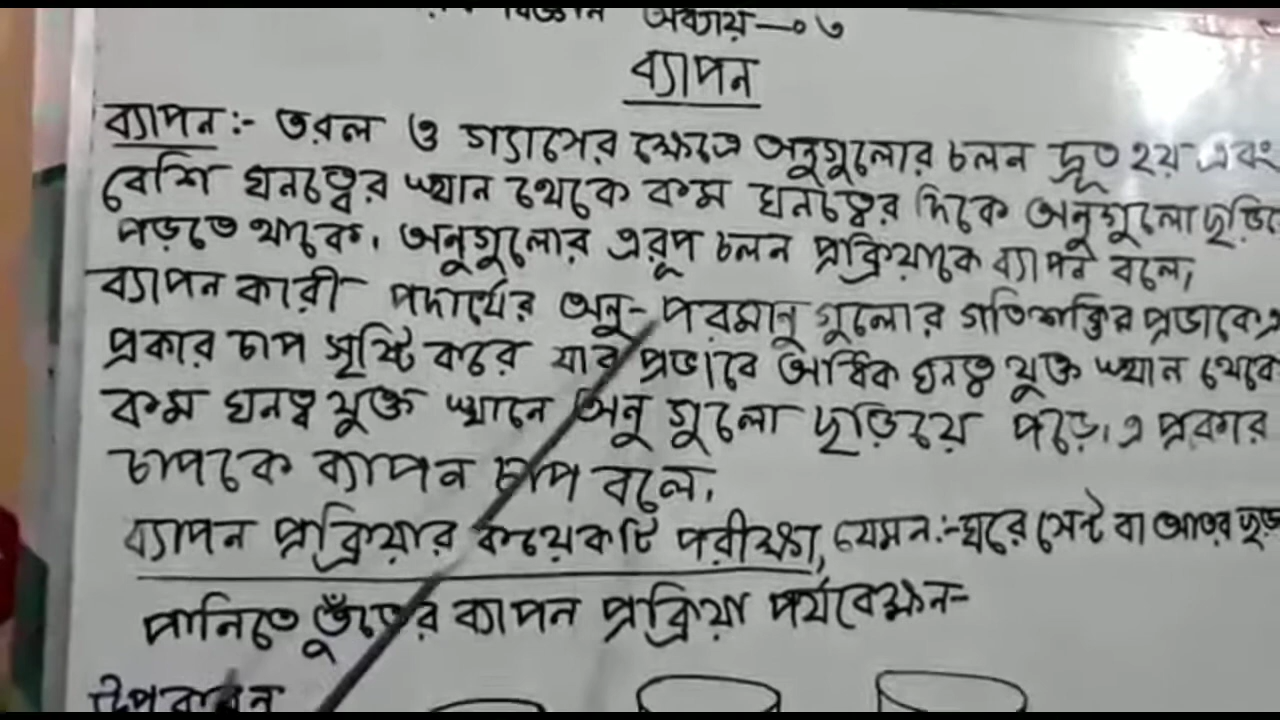 বিজ্ঞান অধ্যায়—০৩
ব্যাপন
ব্যাপন:- তরল ও গ্যাসের ক্ষেত্রে অনুগুলোর চলন দ্রূত হয় এবং
বেশি ঘনত্বের স্থান থেকে কম ঘনত্বের দিকে অনুগুলো ছড়িয়ে
পড়তে থাকে। অনুগুলোর এরূপ চলন প্রক্রিয়াকে ব্যাপন বলে।
ব্যাপন কারী পদার্থের অনু-পরমানু গুলোর গতিশক্তির প্রভাবে এ
প্রকার চাপ সৃষ্টি করে যার প্রভাবে অধিক ঘনত্ব যুক্ত স্থান থেকে
কম ঘনত্ব যুক্ত স্থানে অনু গুলো ছড়িয়ে পড়ে। এ প্রকার
চাপকে ব্যাপন চাপ বলে।
ব্যাপন প্রক্রিয়ার কয়েকটি পরীক্ষা, যেমন:-ঘরে সেন্ট বা আতর
পানিতে তুঁতের ব্যাপন প্রক্রিয়া পর্যবেক্ষন-
উপকরন